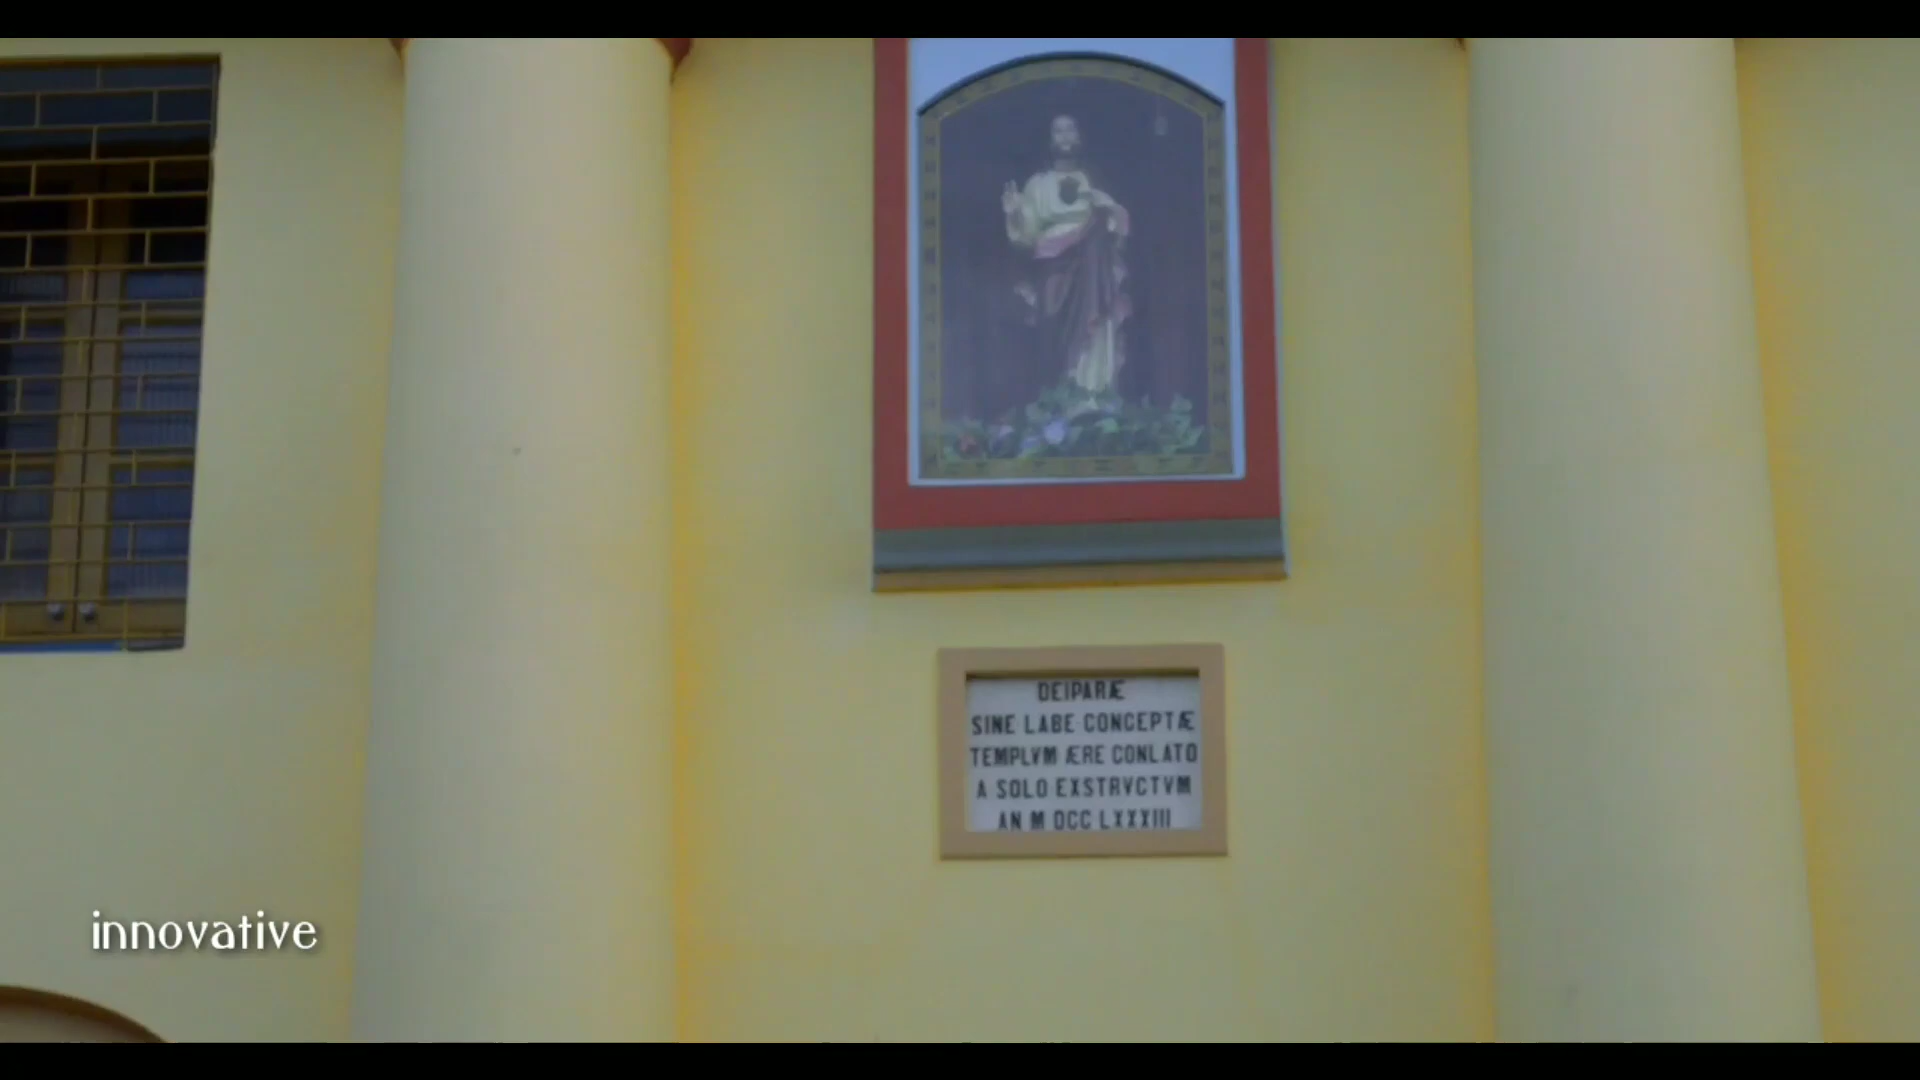 DEIPARÆ
SINE LABE CONCEPTÆ
TEMPLVM ÆRE CONLATO
A SOLO EXSTRVCTVM
AN M DCC LXXXIII
innovative